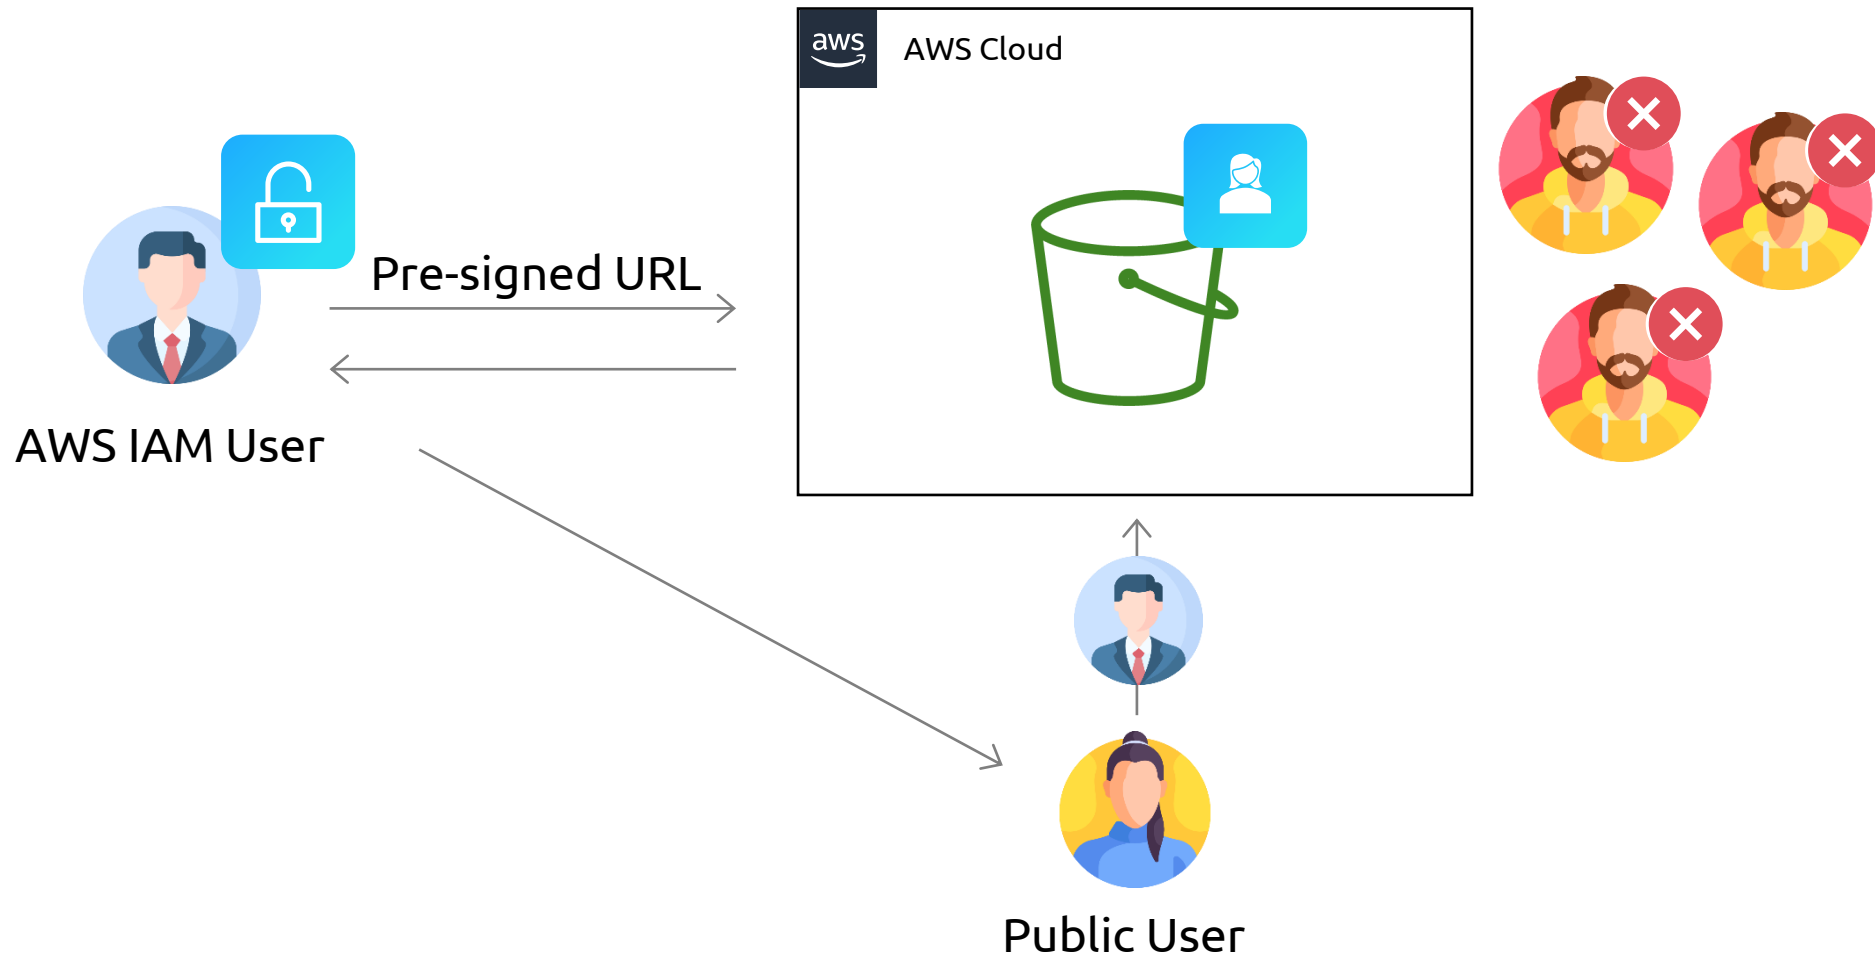 aws
AWS Cloud
Pre-signed URL
AWS IAM User
Public User